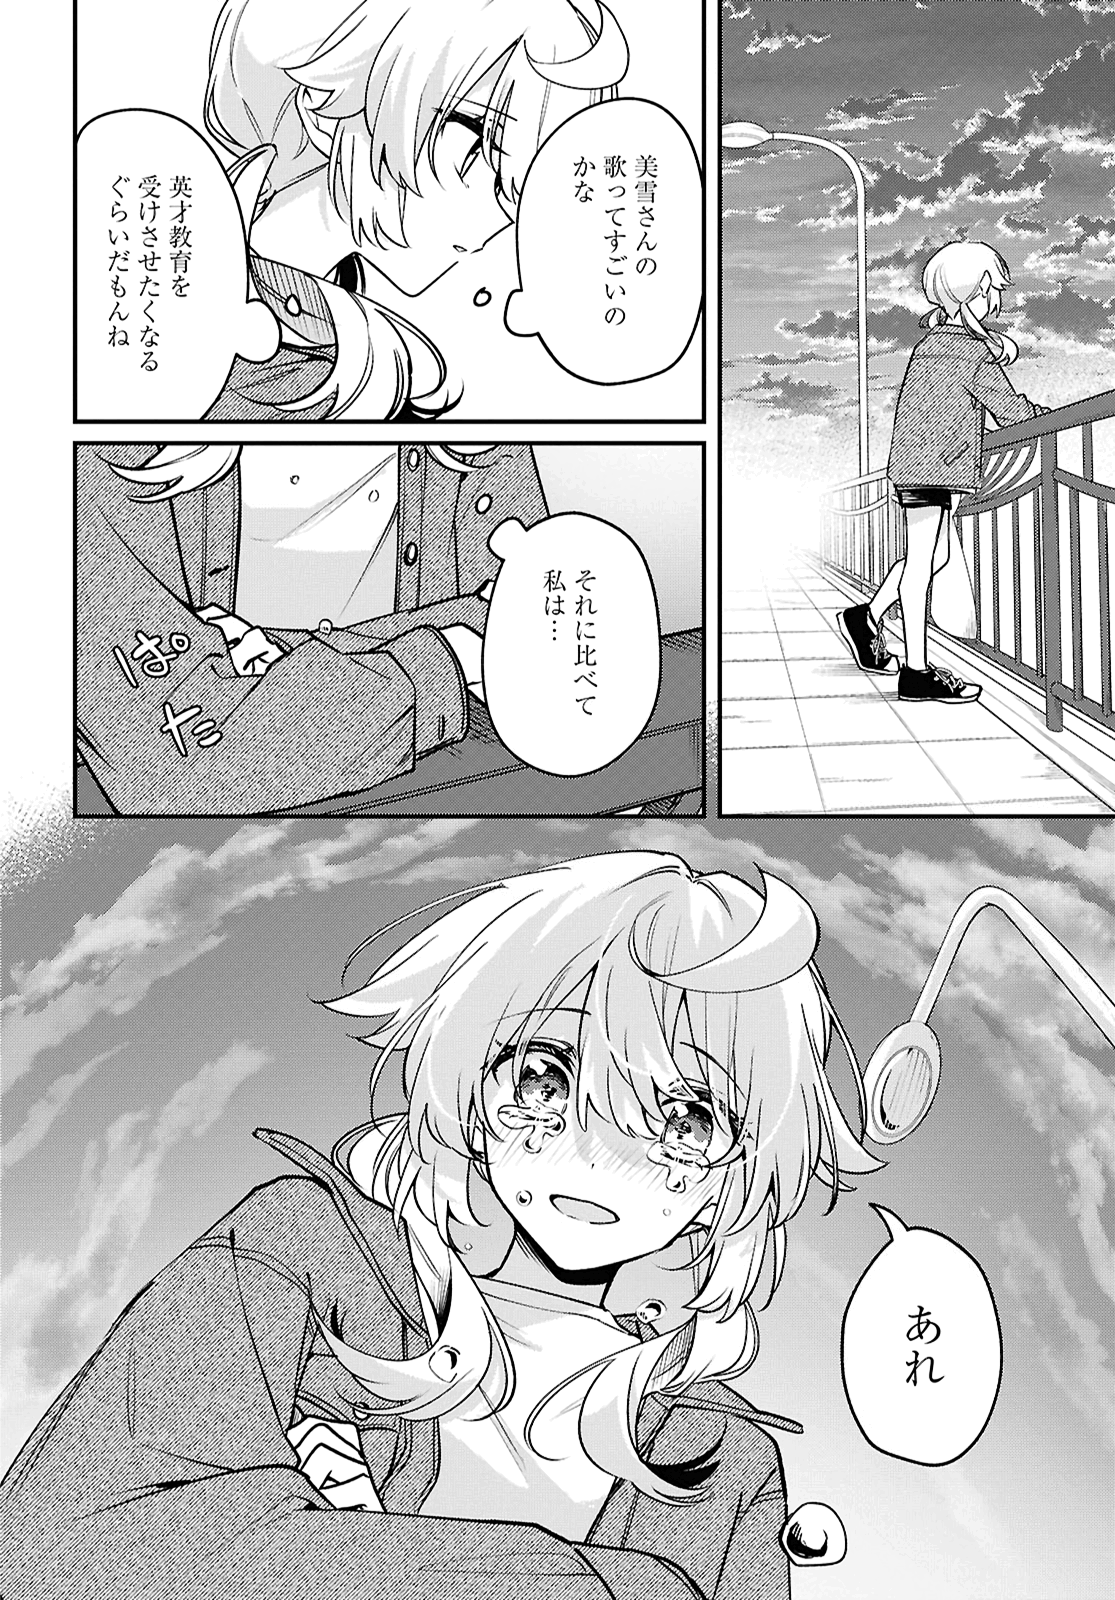 美雪さんの
歌ってすごいの
かな
英才教育を
受けさせたくなる
ぐらいだもんね
それに比べて
私は…
ぱた
たっ
あれ